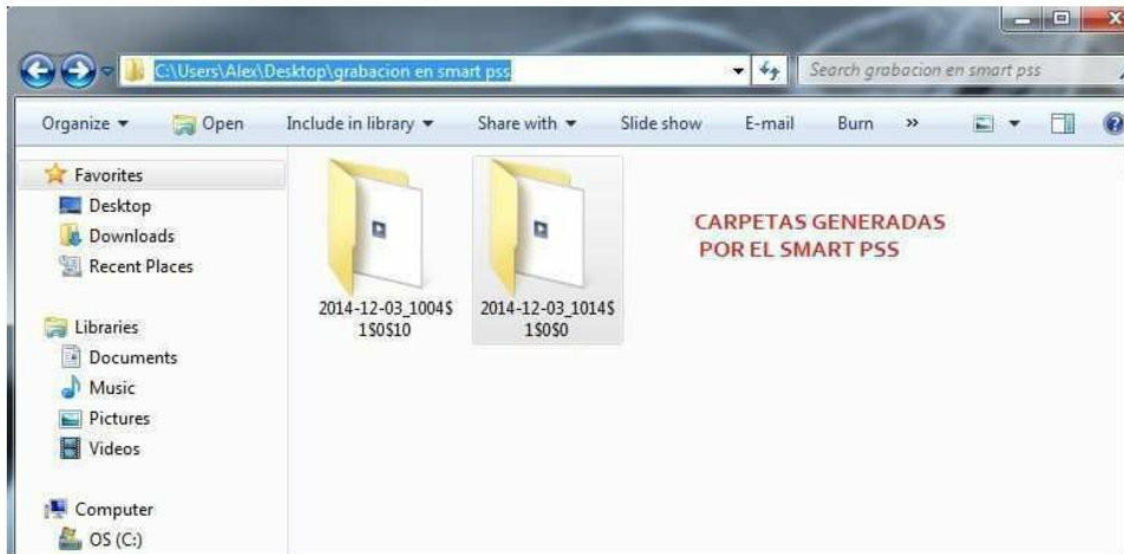 C:\Users\Alex\Desktop\grabacion en smart pss
Search grabacion en smart pss
Organize Open Include in library Share with Slide show E-mail Burn »
Favorites
Desktop
Downloads
Recent Places
Libraries
Documents
Music
Pictures
Videos
Computer
OS (C:)
2014-12-03_1004$
1$0$10
2014-12-03_1014$
1$0$0
CARPETAS GENERADAS
POR EL SMART PSS